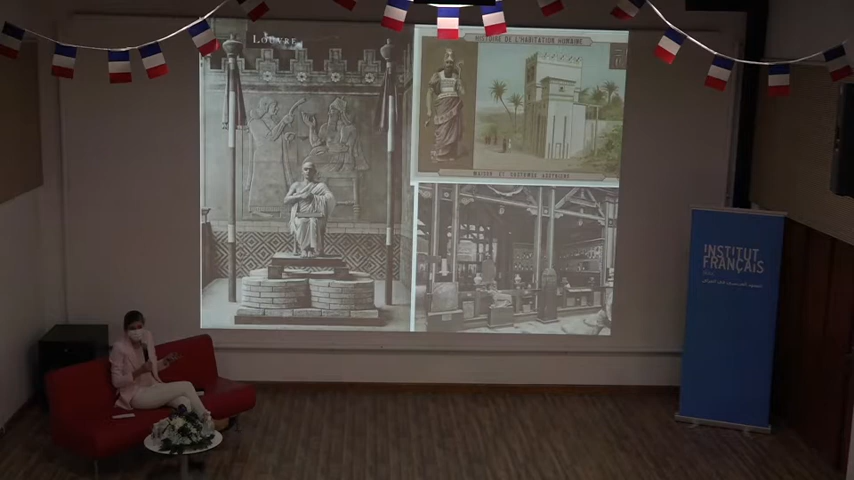 LOUVRE
HISTOIRE DE L'HABITATION HUMAINE
MAISON ET COSTUMES ASSYRIENS
INSTITUT
FRANÇAIS